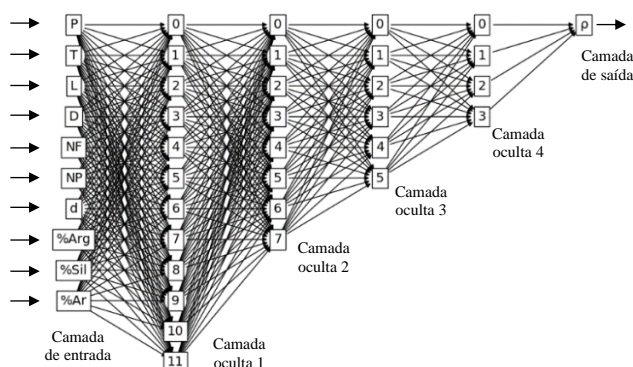 P 0 0 0 0 ρ
T 1 1 1 1
L 2 2 2 2
D 3 3 3 3
NF 4 4 4
NP 5 5 5
d 6 6
%Arg 7 7
%Sil 8
%Ar 9
10
11
Camada
de entrada
Camada
oculta 1
Camada
oculta 2
Camada
oculta 3
Camada
oculta 4
Camada
de saída